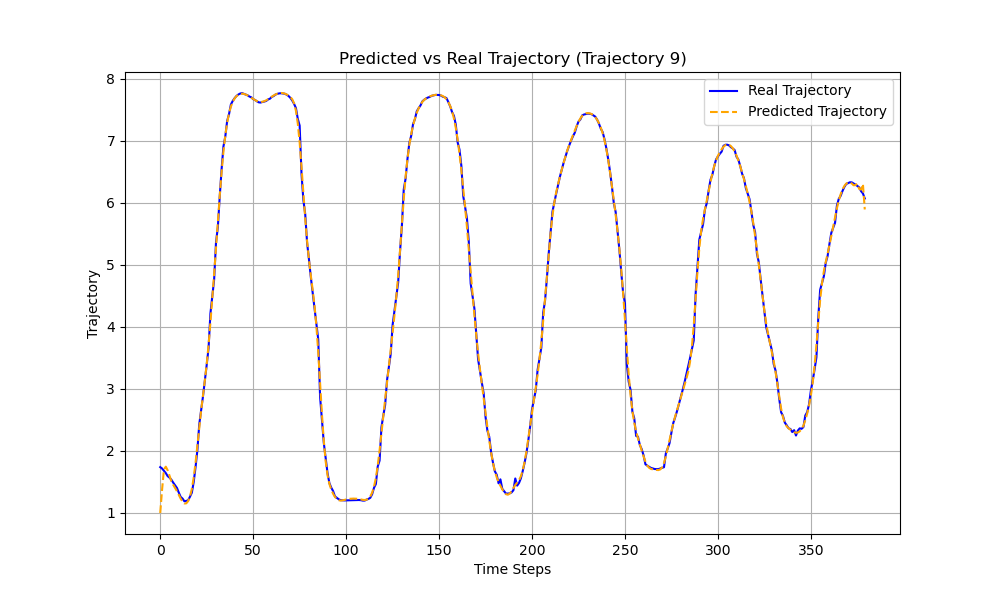 Predicted vs Real Trajectory (Trajectory 9)
Real Trajectory
Predicted Trajectory
Trajectory
8
7
6
5
4
3
2
1
0 50 100 150 200 250 300 350
Time Steps